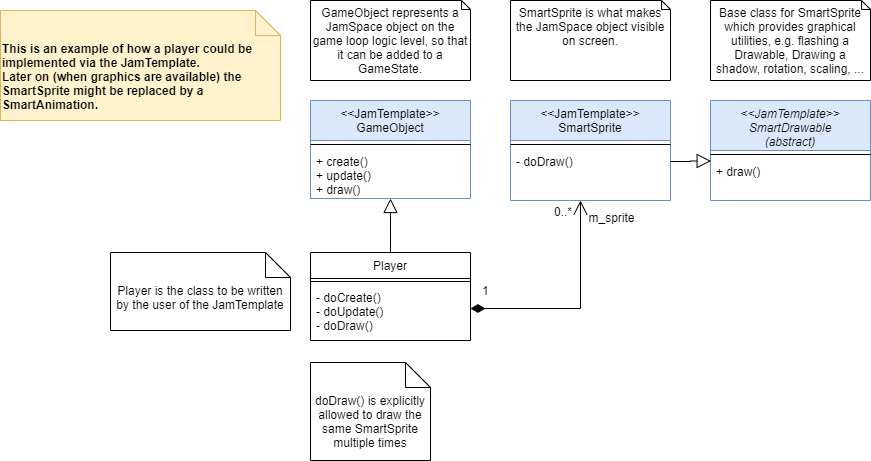 This is an example of how a player could be
implemented via the JamTemplate.
Later on (when graphics are available) the
SmartSprite might be replaced by a
SmartAnimation.
GameObject represents a
JamSpace object on the
game loop logic level, so that
it can be added to a
GameState.
SmartSprite is what makes
the JamSpace object visible
on screen.
Base class for SmartSprite
which provides graphical
utilities, e.g. flashing a
Drawable, Drawing a
shadow, rotation, scaling, ...
<<JamTemplate>>
GameObject
+ create()
+ update()
+ draw()
<<JamTemplate>>
SmartSprite
- doDraw()
<<JamTemplate>>
SmartDrawable
(abstract)
+ draw()
0..*
m_sprite
Player is the class to be written
by the user of the JamTemplate
Player
- doCreate()
- doUpdate()
- doDraw()
1
doDraw() is explicitly
allowed to draw the
same SmartSprite
multiple times